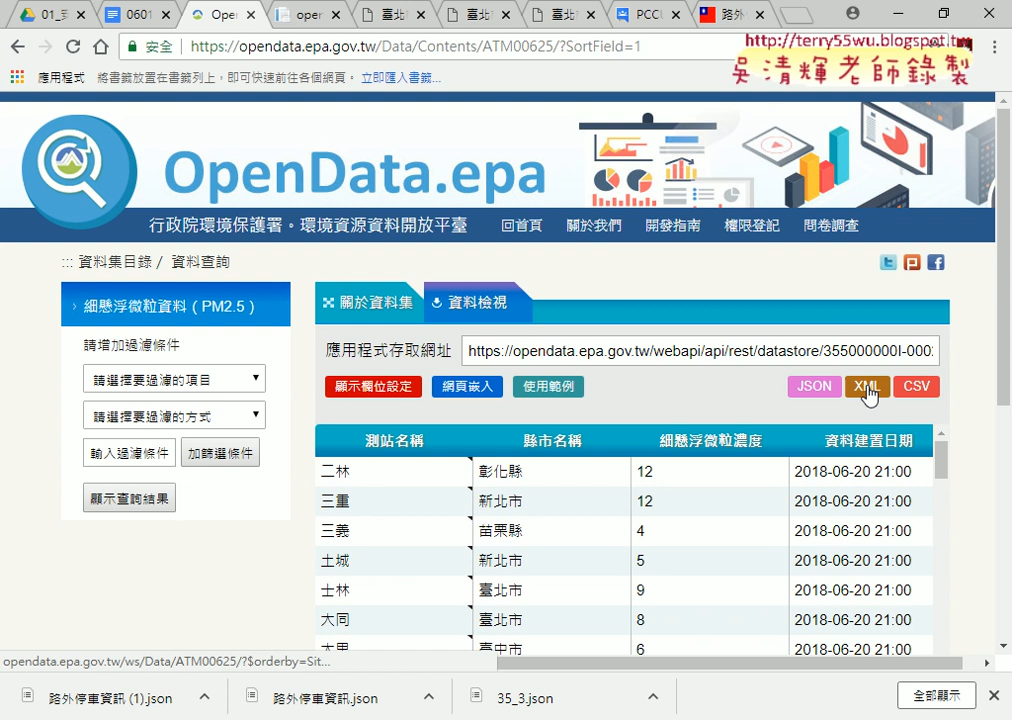 01_
0601
Ope
open
臺北
臺北
臺北
PCCU
路外
安全 https://opendata.epa.gov.tw/Data/Contents/ATM00625/?SortField=1
http://terry55wu.blogspot.tw
吳清輝老師錄製
應用程式 將書籤放置在書籤列上，即可快速前往各個網頁。 立即匯入書籤...
OpenData.epa
行政院環境保護署。環境資源資料開放平臺 回首頁 關於我們 開發指南 權限登記 問卷調查
::: 資料集目錄 / 資料查詢
細懸浮微粒資料（PM2.5）
請增加過濾條件
請選擇要過濾的項目
請選擇要過濾的方式
輸入過濾條件 加篩選條件
顯示查詢結果
關於資料集 資料檢視
應用程式存取網址 https://opendata.epa.gov.tw/webapi/api/rest/datastore/355000000I-000
顯示欄位設定 網頁嵌入 使用範例 JSON XML CSV
測站名稱 縣市名稱 細懸浮微粒濃度 資料建置日期
二林 彰化縣 12 2018-06-20 21:00
三重 新北市 12 2018-06-20 21:00
三義 苗栗縣 4 2018-06-20 21:00
土城 新北市 5 2018-06-20 21:00
士林 臺北市 9 2018-06-20 21:00
大同 臺北市 8 2018-06-20 21:00
大里 臺中市 6 2018-06-20 21:00
opendata.epa.gov.tw/ws/Data/ATM00625/?$orderby=Sit...
路外停車資訊 (1).json 路外停車資訊.json 35_3.json 全部顯示